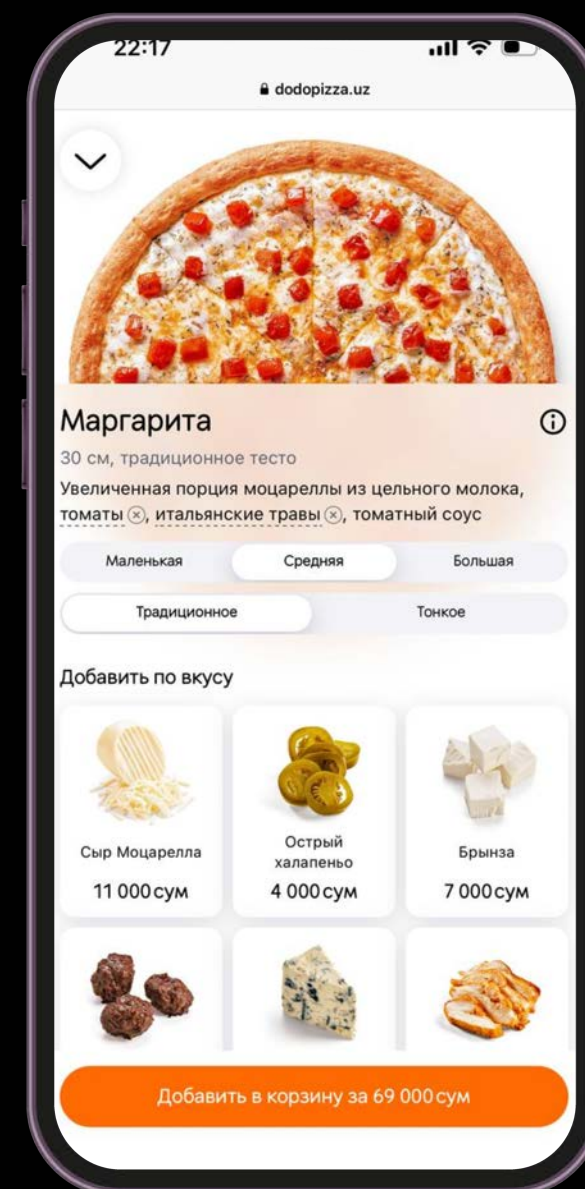 22:17
dodopizza.uz
Маргарита
30 см, традиционное тесто
Увеличенная порция моцареллы из цельного молока,
томаты, итальянские травы, томатный соус
Маленькая Средняя Большая
Традиционное Тонкое
Добавить по вкусу
Сыр Моцарелла
11 000 сум
Острый
халапеньо
4 000 сум
Брынза
7 000 сум
Добавить в корзину за 69 000 сум